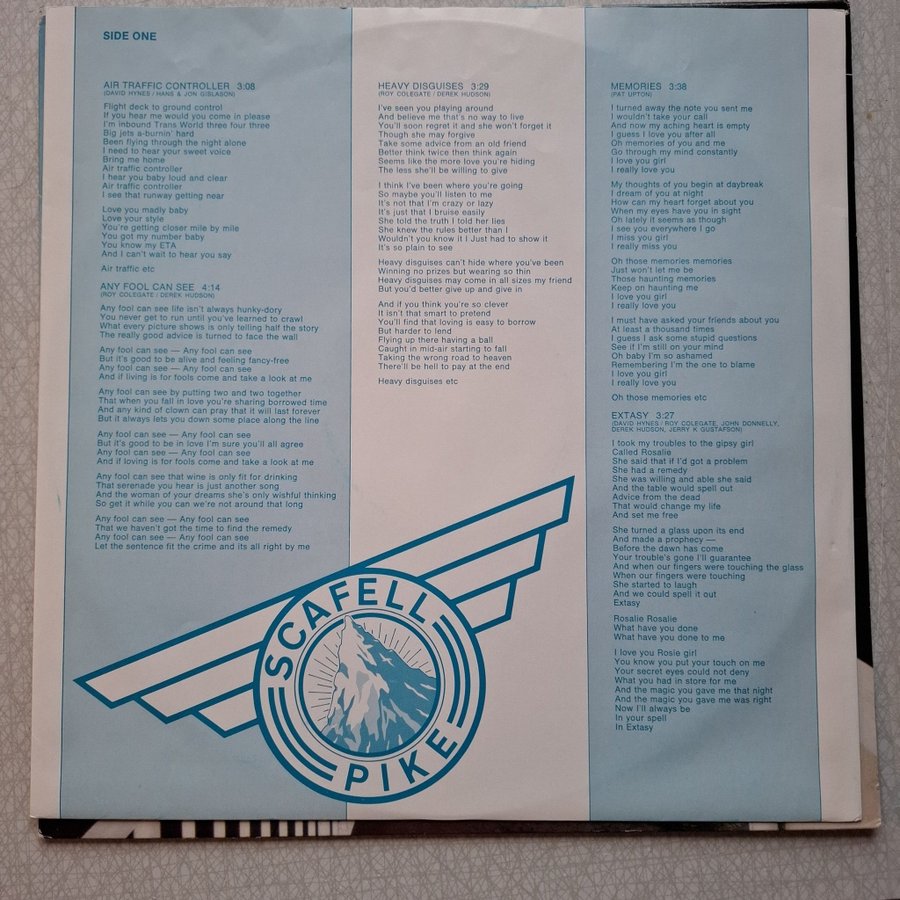 SIDE ONE
AIR TRAFFIC CONTROLLER 3:08
(DAVID HYNES / HANS & JON GISLASON)
Flight deck to ground control
If you hear me would you come in please
I'm inbound Trans World three four three
Big jets a-burnin' hard
Been flying through the night alone
I need to hear your sweet voice
Bring me home
Air traffic controller
I hear you baby loud and clear
Air traffic controller
I see that runway getting near
Love you madly baby
Love your style
You're getting closer mile by mile
You got my number baby
You know my ETA
And I can't wait to hear you say
Air traffic etc
ANY FOOL CAN SEE 4:14
(ROY COLEGATE / DEREK HUDSON)
Any fool can see life isn't always hunky-dory
You never get to run until you've learned to crawl
What every picture shows is only telling half the story
The really good advice is turned to face the wall
Any fool can see — Any fool can see
But it's good to be alive and feeling fancy-free
Any fool can see — Any fool can see
And if living is for fools come and take a look at me
Any fool can see by putting two and two together
That when you fall in love you're sharing borrowed time
And any kind of clown can pray that it will last forever
But it always lets you down some place along the line
Any fool can see — Any fool can see
But it's good to be in love I'm sure you'll all agree
Any fool can see — Any fool can see
And if loving is for fools come and take a look at me
Any fool can see that wine is only fit for drinking
That serenade you hear is just another song
And the woman of your dreams she's only wishful thinking
So get it while you can we're not around that long
Any fool can see — Any fool can see
That we haven't got the time to find the remedy
Any fool can see — Any fool can see
Let the sentence fit the crime and its all right by me
HEAVY DISGUISES 3:29
(ROY COLEGATE / DEREK HUDSON)
I've seen you playing around
And believe me that's no way to live
You'll soon regret it and she won't forget it
Though she may forgive
Take some advice from an old friend
Better think twice then think again
Seems like the more love you're hiding
The less she'll be willing to give
I think I've been where you're going
So maybe you'll listen to me
It's not that I'm crazy or lazy
It's just that I bruise easily
She told the truth I told her lies
She knew the rules better than I
Wouldn't you know it I Just had to show it
It's so plain to see
Heavy disguises can't hide where you've been
Winning no prizes but wearing so thin
Heavy disguises may come in all sizes my friend
But you'd better give up and give in
And if you think you're so clever
It isn't that smart to pretend
You'll find that loving is easy to borrow
But harder to lend
Flying up there having a ball
Caught in mid-air starting to fall
Taking the wrong road to heaven
There'll be hell to pay at the end
Heavy disguises etc
MEMORIES 3:38
(PAT UPTON)
I turned away the note you sent me
I wouldn't take your call
And now my aching heart is empty
I guess I love you after all
Oh memories of you and me
Go through my mind constantly
I love you girl
I really love you
My thoughts of you begin at daybreak
I dream of you at night
How can my heart forget about you
When my eyes have you in sight
Oh lately it seems as though
I see you everywhere I go
I miss you girl
I really miss you
Oh those memories memories
Just won't let me be
Those haunting memories
Keep on haunting me
I love you girl
I really love you
I must have asked your friends about you
At least a thousand times
I guess I ask some stupid questions
See if I'm still on your mind
Oh baby I'm so ashamed
Remembering I'm the one to blame
I love you girl
I really love you
Oh those memories etc
EXTASY 3:27
(DAVID HYNES / ROY COLEGATE, JOHN DONNELLY,
DEREK HUDSON, JERRY K GUSTAFSON)
I took my troubles to the gipsy girl
Called Rosalie
She said that if I'd got a problem
She had a remedy
She was willing and able she said
And the table would spell out
Advice from the dead
That would change my life
And set me free
She turned a glass upon its end
And made a prophecy —
Before the dawn has come
Your trouble's gone I'll guarantee
And when our fingers were touching the glass
When our fingers were touching
She started to laugh
And we could spell it out
Extasy
Rosalie Rosalie
What have you done
What have you done to me
I love you Rosie girl
You know you put your touch on me
Your secret eyes could not deny
What you had in store for me
And the magic you gave me that night
And the magic you gave me was right
Now I'll always be
In your spell
In Extasy
SCAFELL
PIKE